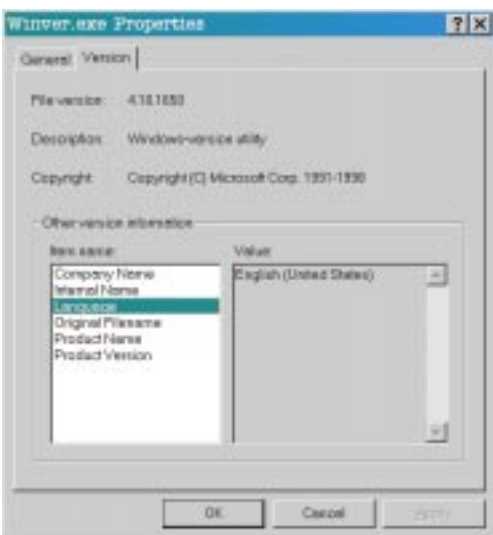 Winver.exe Properties
General Version
File version: 4.10.1650
Description: Windows-version utility
Copyright: Copyright (C) Microsoft Corp. 1991-1998
Other version information
Item name: Value:
Company Name English (United States)
Internal Name
Language
Original Filename
Product Name
Product Version
OK Cancel Apply